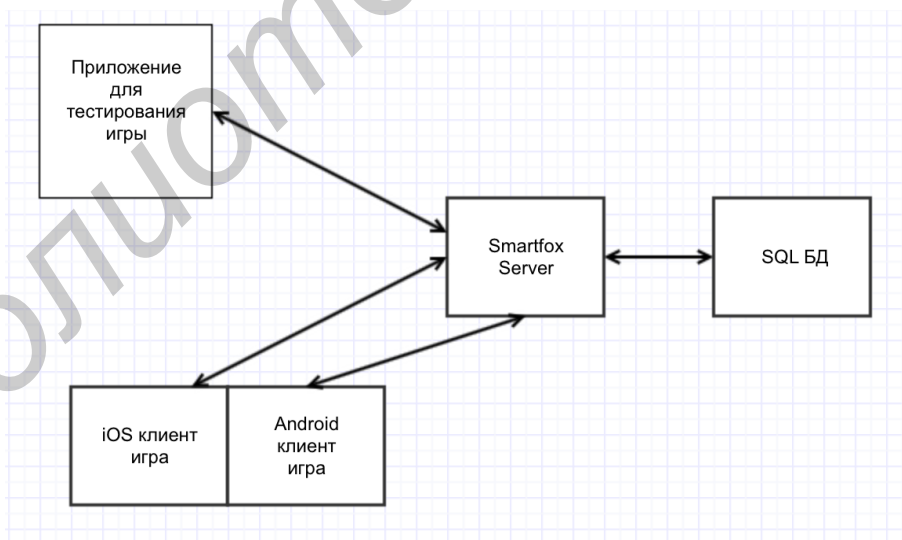 Приложение
для
тестирования
игры
Smartfox
Server
SQL БД
iOS клиент
игра
Android
клиент
игра